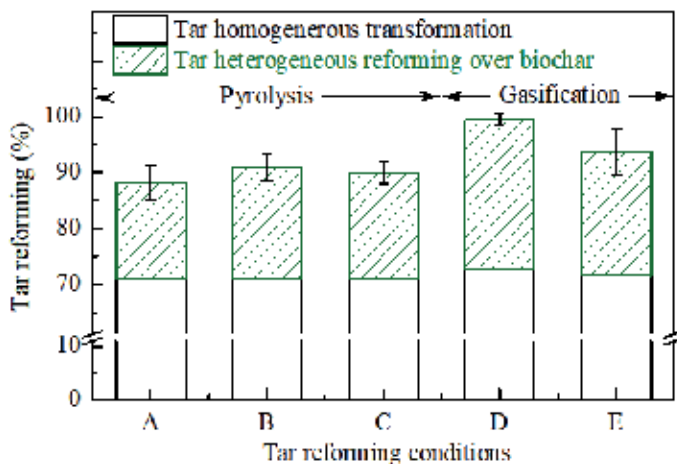 Tar homogenerous transformation
Tar heterogeneous reforming over biochar
Pyrolysis
Gasification
Tar reforming (%)
100
90
80
70
10
0
A B C D E
Tar reforming conditions